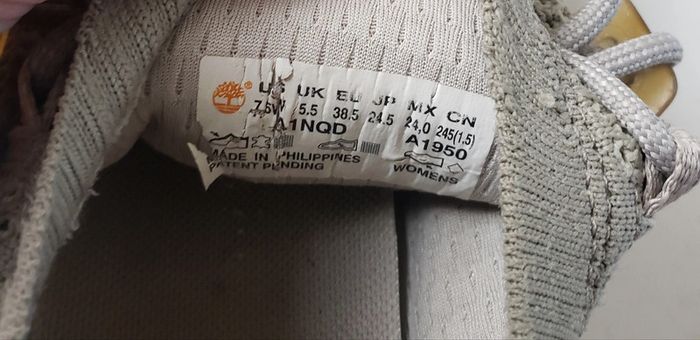 US UK EU JP MX CN
7.5W 5.5 38.5 24.5 24,0 245(1.5)
A1NQD A1950
MADE IN PHILIPPINES
PATENT PENDING WOMENS